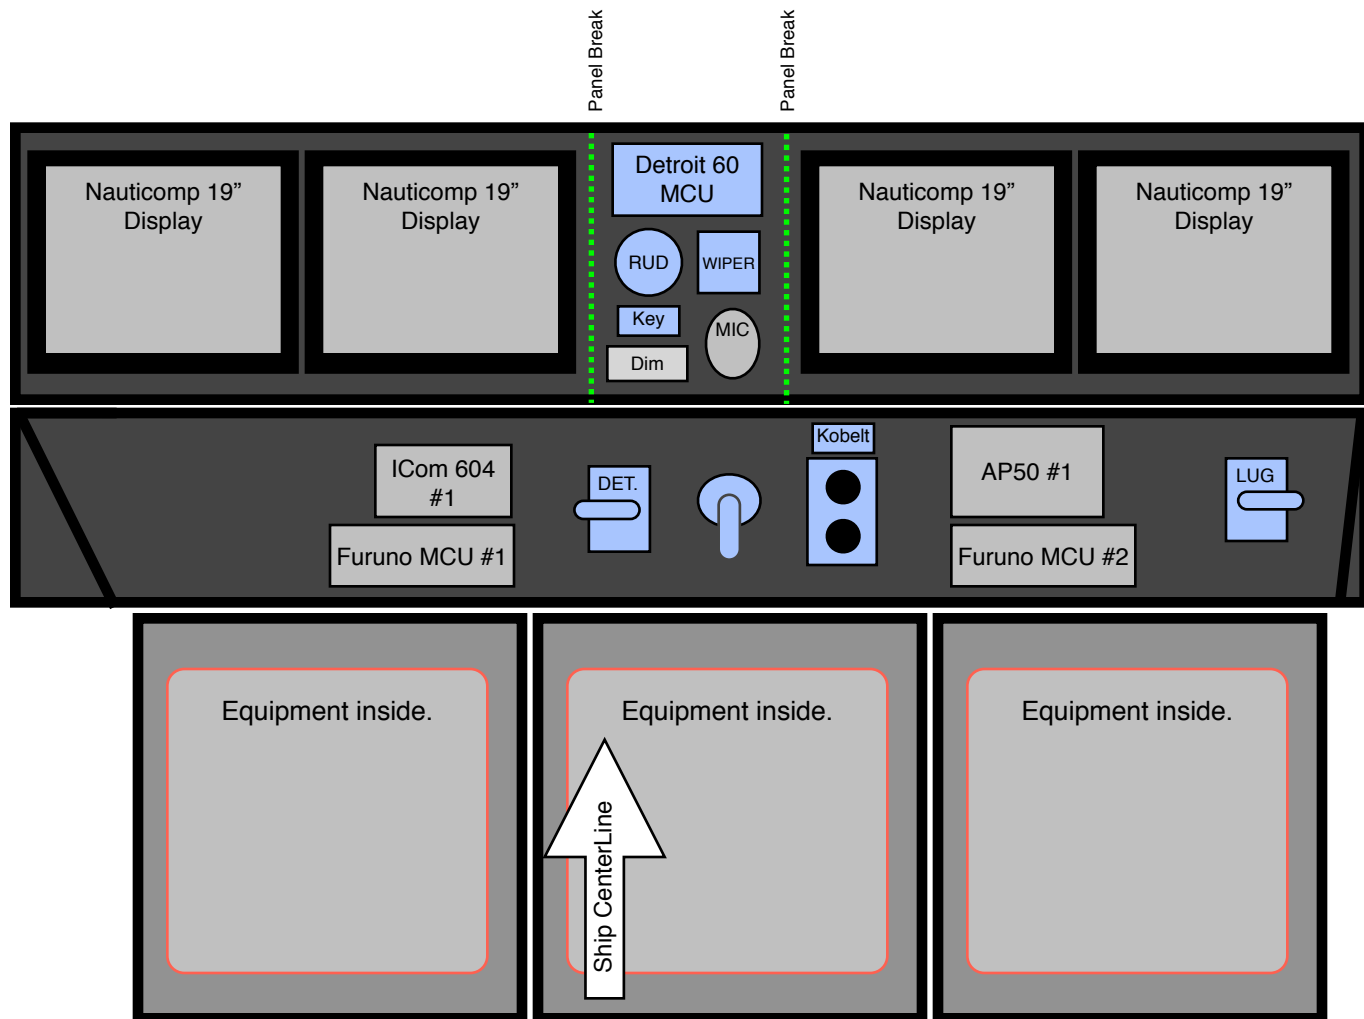 Panel Break
Panel Break
Nauticomp 19”
Display
Nauticomp 19”
Display
Detroit 60
MCU
RUD
WIPER
Key
MIC
Dim
Nauticomp 19”
Display
Nauticomp 19”
Display
ICom 604
#1
Furuno MCU #1
DET.
Kobelt
AP50 #1
Furuno MCU #2
LUG
Equipment inside.
Equipment inside.
Equipment inside.
Ship CenterLine